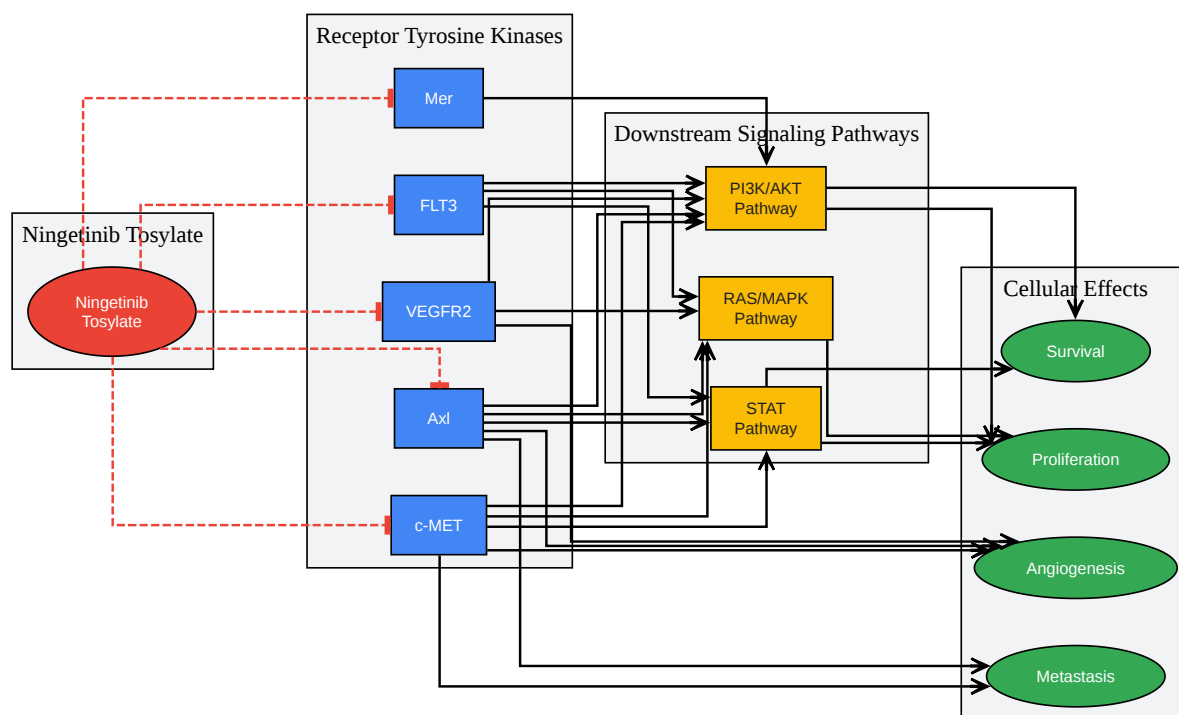 Receptor Tyrosine Kinases
Mer
Downstream Signaling Pathways
PI3K/AKT
Pathway
FLT3
Ningetinib Tosylate
Ningetinib
Tosylate
VEGFR2
RAS/MAPK
Pathway
Cellular Effects
Survival
Axl
STAT
Pathway
Proliferation
c-MET
Angiogenesis
Metastasis